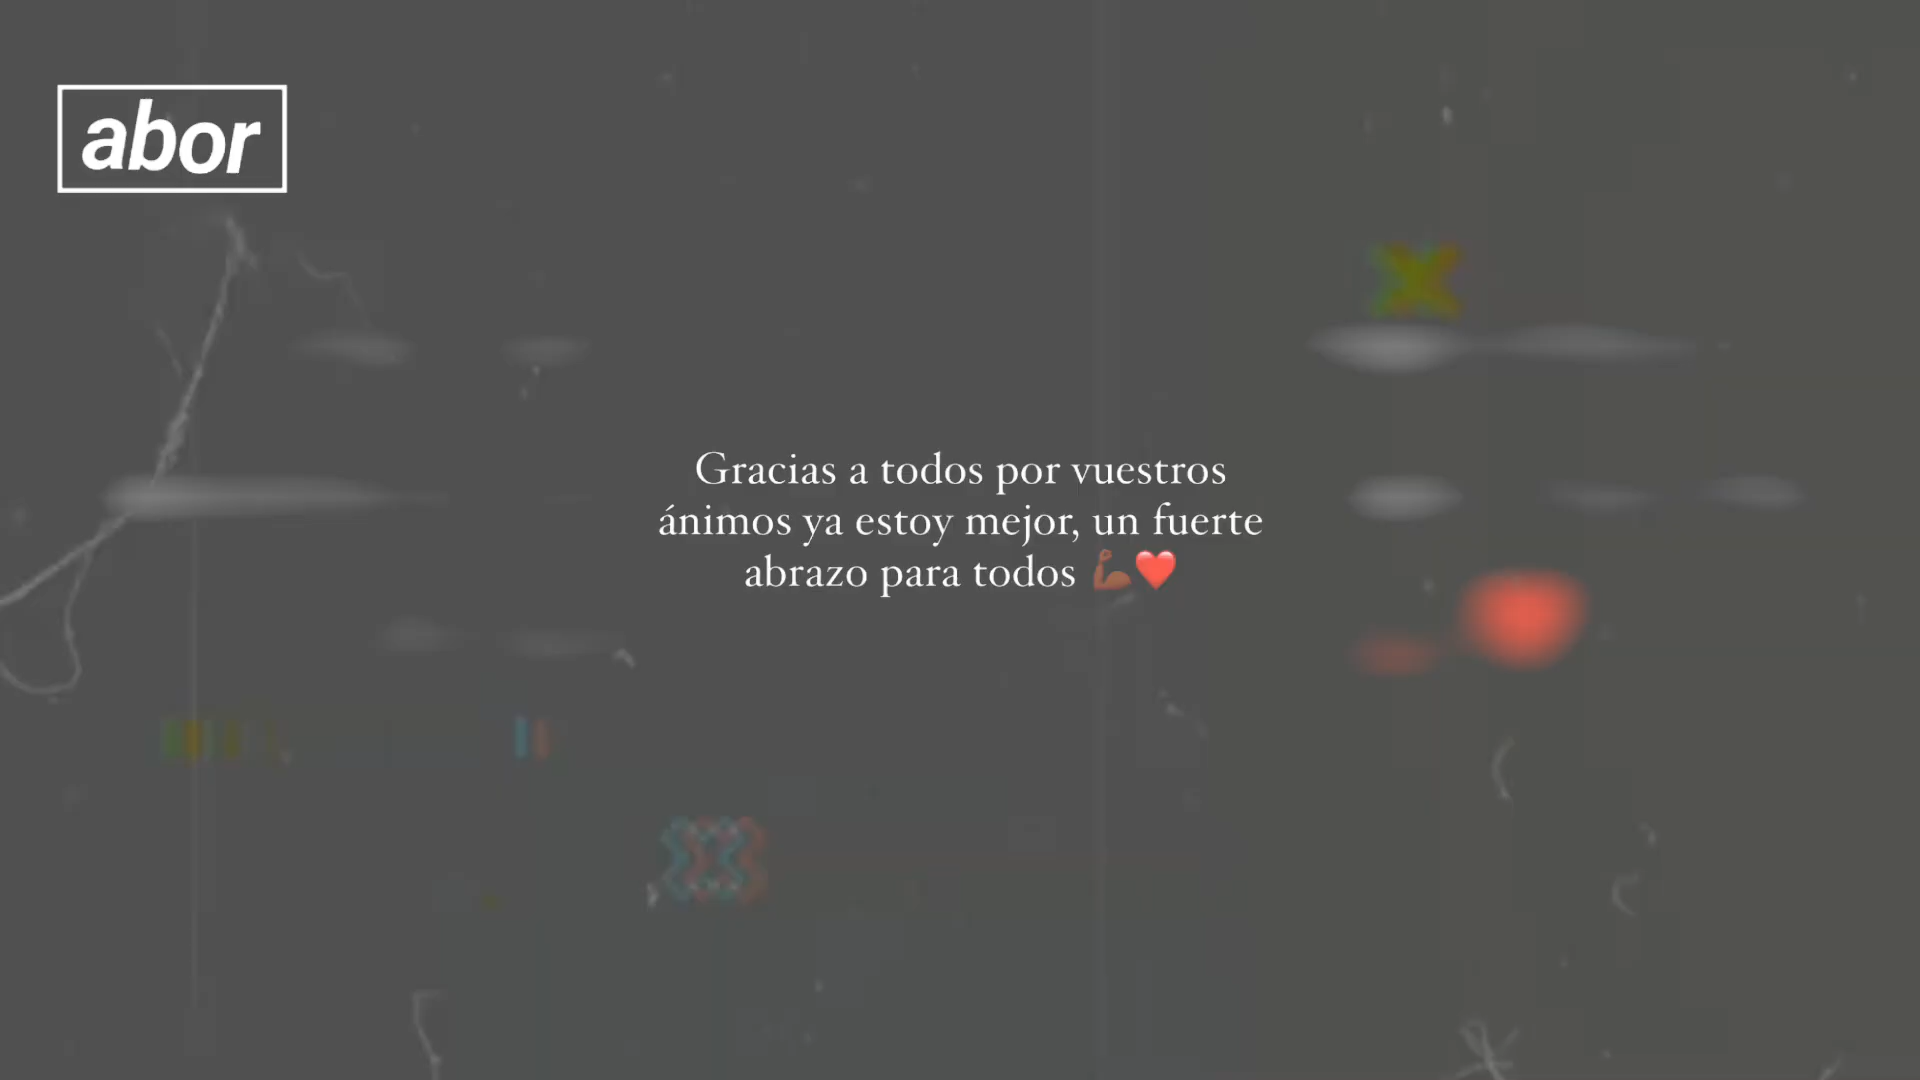 abor
Gracias a todos por vuestros
ánimos ya estoy mejor, un fuerte
abrazo para todos 💪🏾❤️